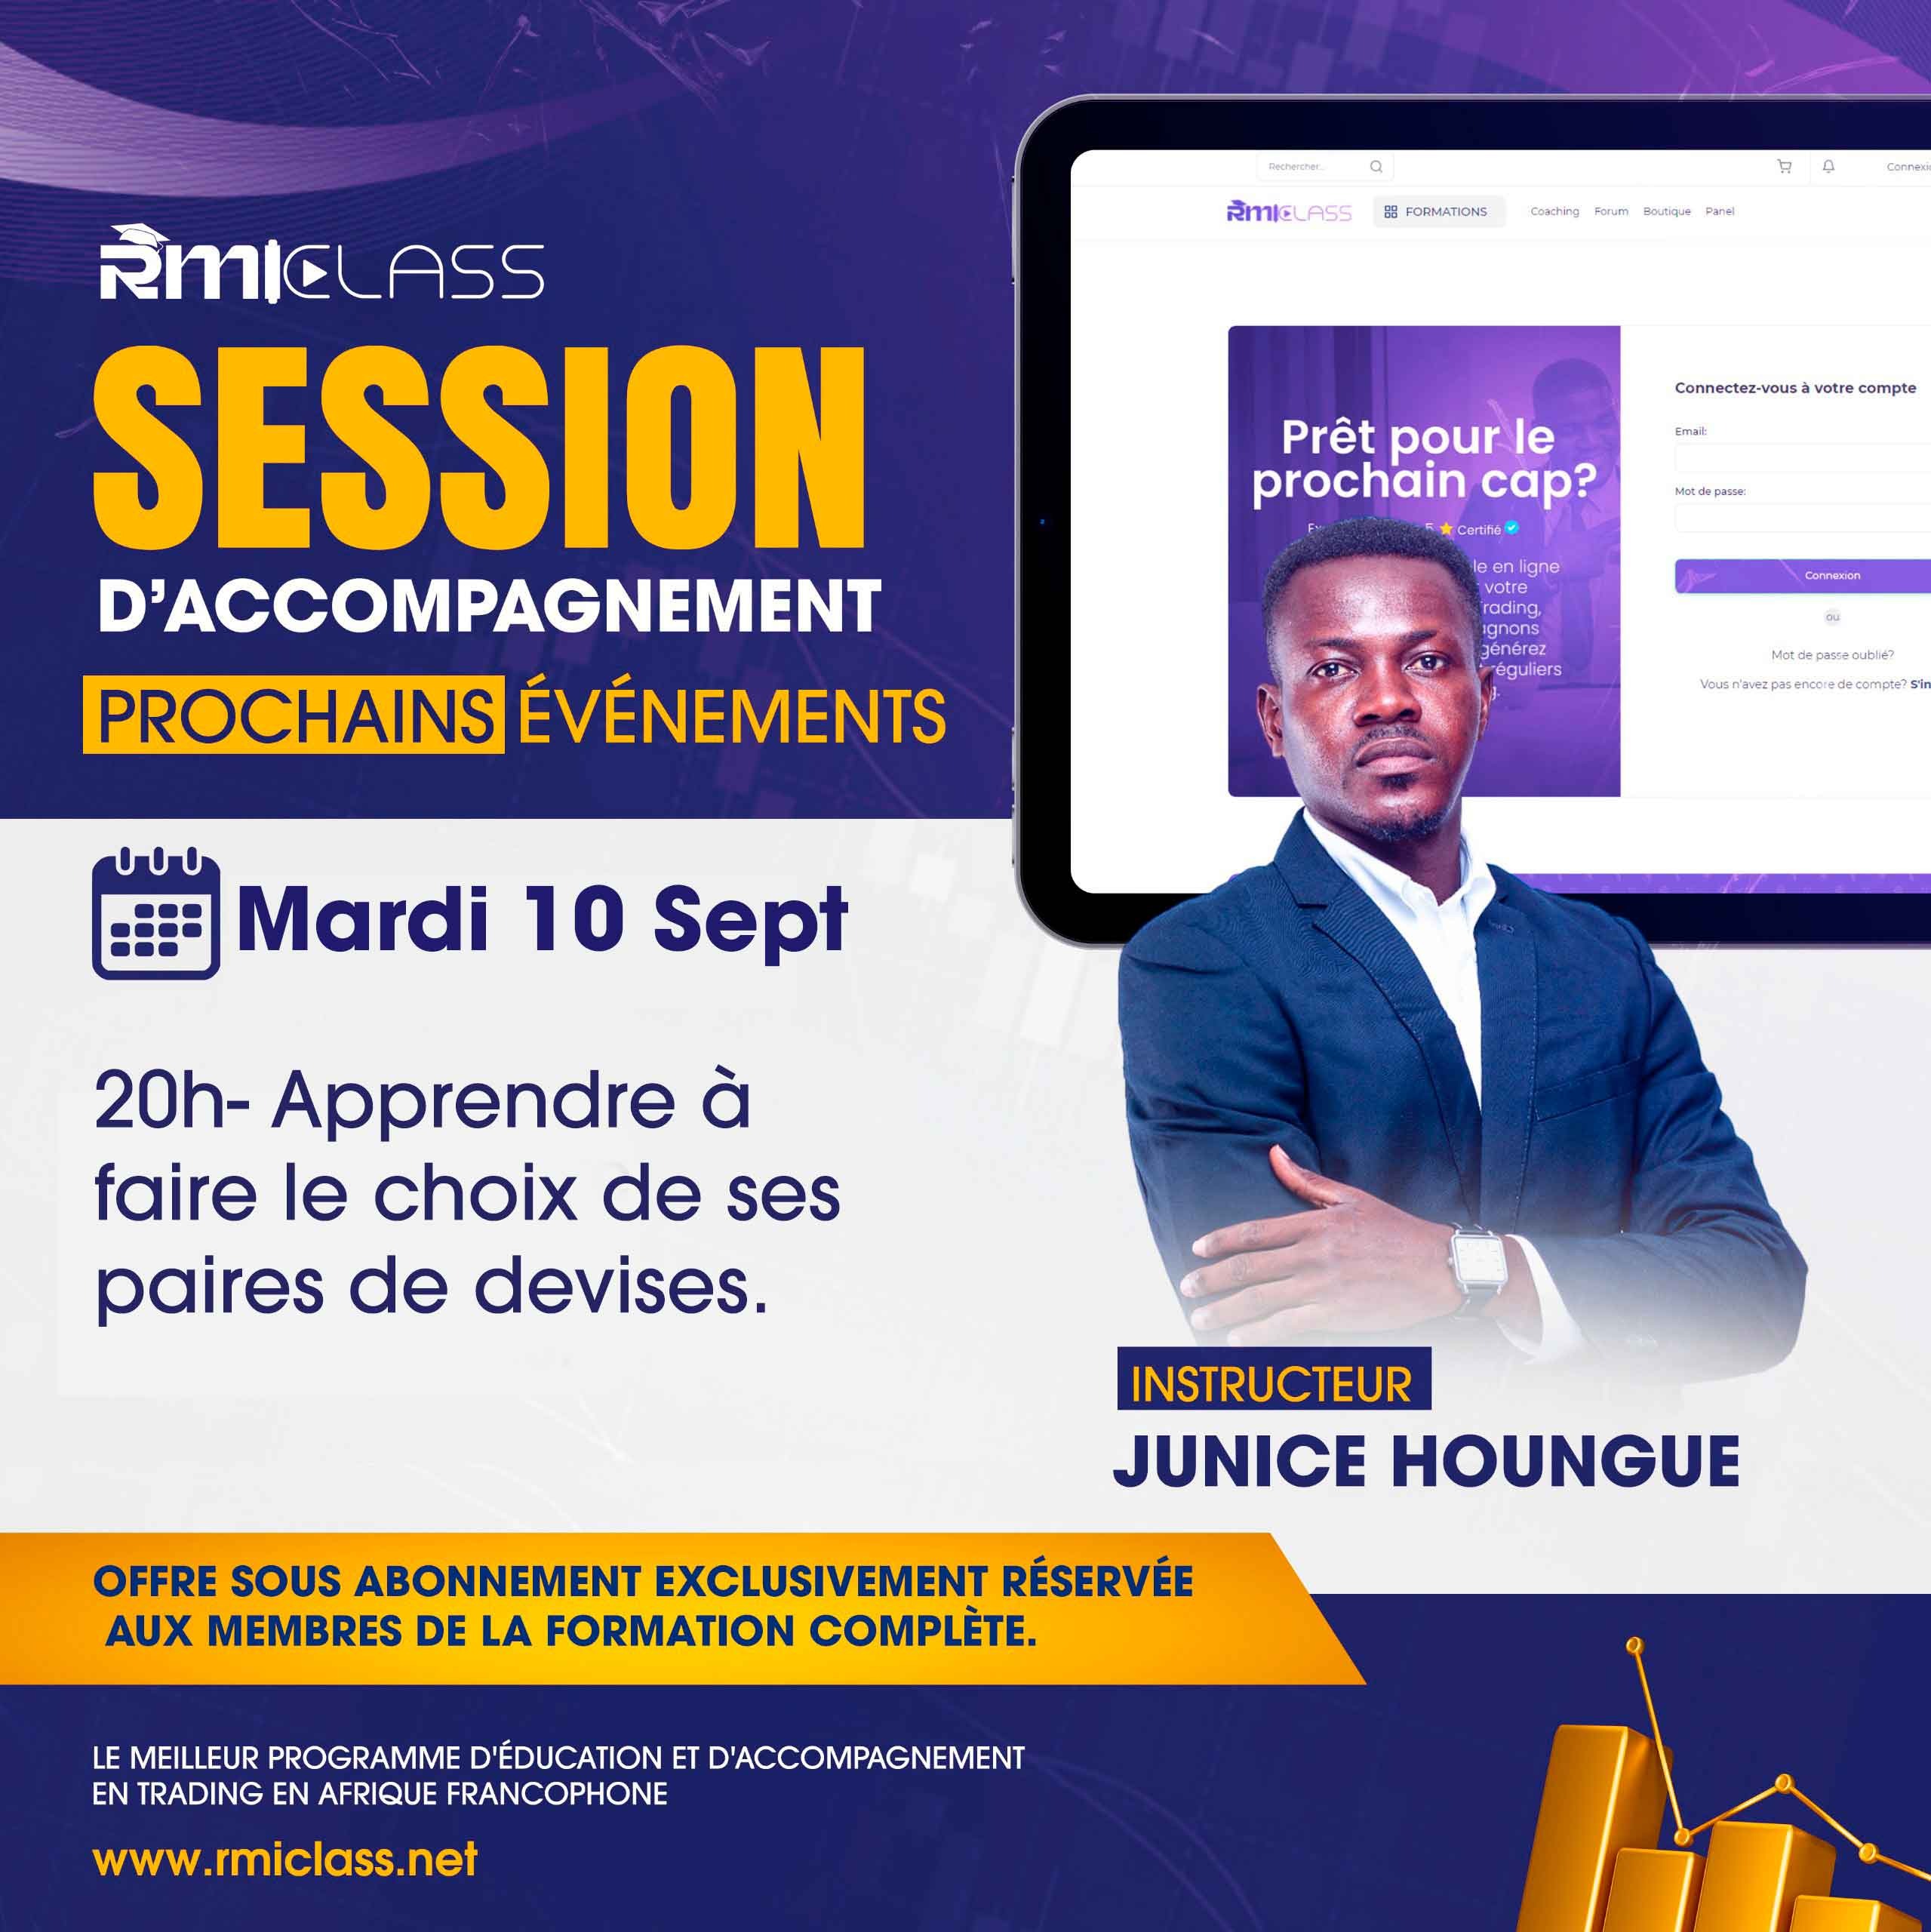 RMICLASS
SESSION
D'ACCOMPAGNEMENT
PROCHAINS ÉVÉNEMENTS
Mardi 10 Sept
20h- Apprendre à
faire le choix de ses
paires de devises.
Rechercher...
Connexi
RMICLASS
FORMATIONS
Coaching Forum Boutique Panel
Prêt pour le
prochain cap?
5 Certifié
le en ligne
votre
rading,
agnons
générez
réguliers
Connectez-vous à votre compte
Email:
Mot de passe:
Connexion
ou
Mot de passe oublié?
Vous n'avez pas encore de compte? S'in
INSTRUCTEUR
JUNICE HOUNGUE
OFFRE SOUS ABONNEMENT EXCLUSIVEMENT RÉSERVÉE
AUX MEMBRES DE LA FORMATION COMPLÈTE.
LE MEILLEUR PROGRAMME D'ÉDUCATION ET D'ACCOMPAGNEMENT
EN TRADING EN AFRIQUE FRANCOPHONE
www.rmiclass.net